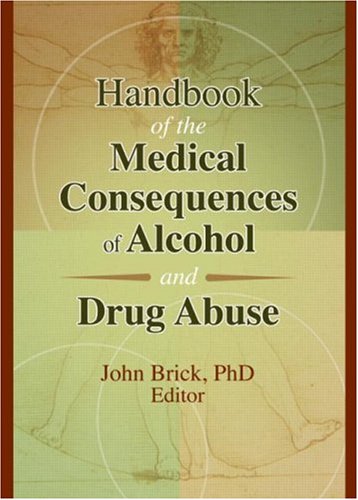 Handbook
of the
Medical
Consequences
of Alcohol
and
Drug Abuse
John Brick, PhD
Editor